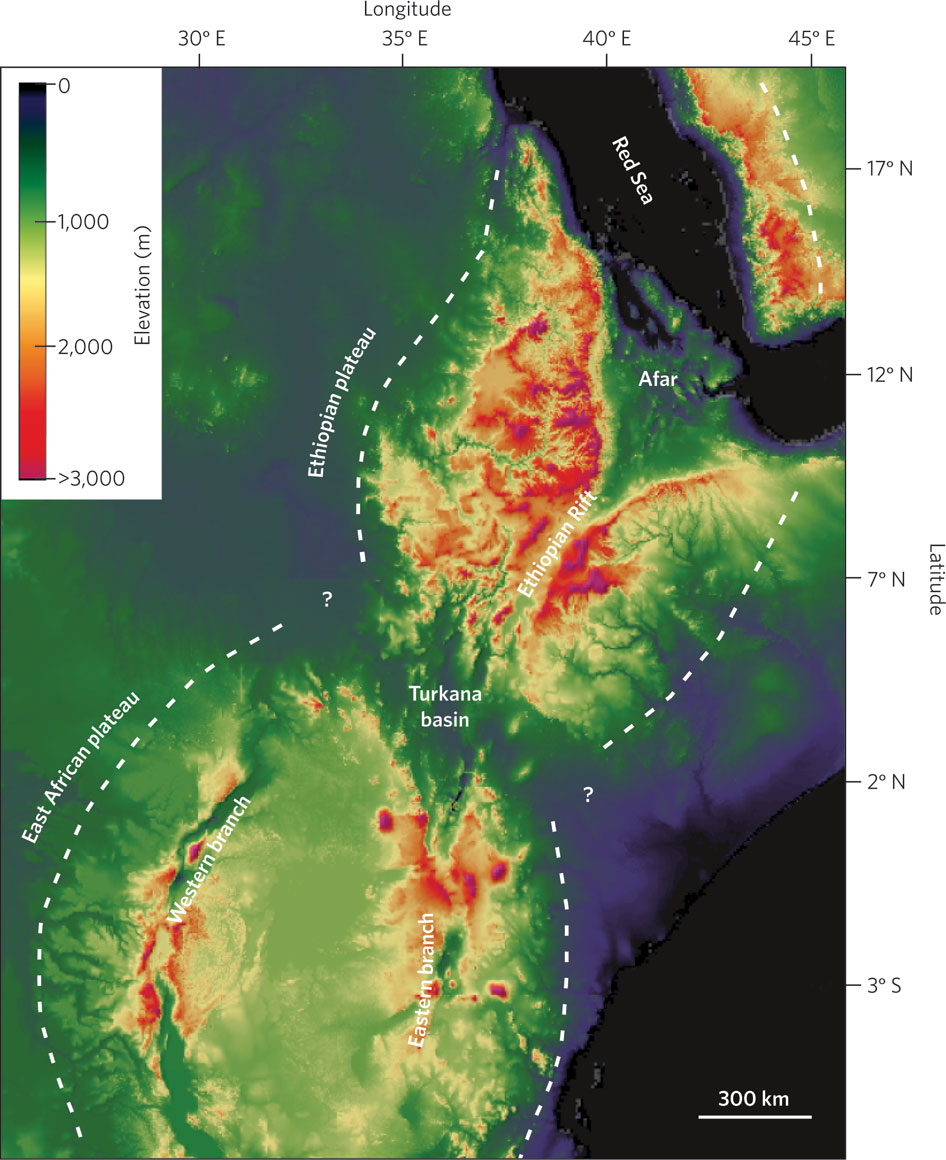 Longitude
30° E
35° E
40° E
45° E
0
1,000
2,000
>3,000
Elevation (m)
Red Sea
17° N
Ethiopian plateau
Afar
12° N
Ethiopian Rift
7° N
Latitude
?
Turkana
basin
East African plateau
2° N
?
Western branch
Eastern branch
3° S
300 km